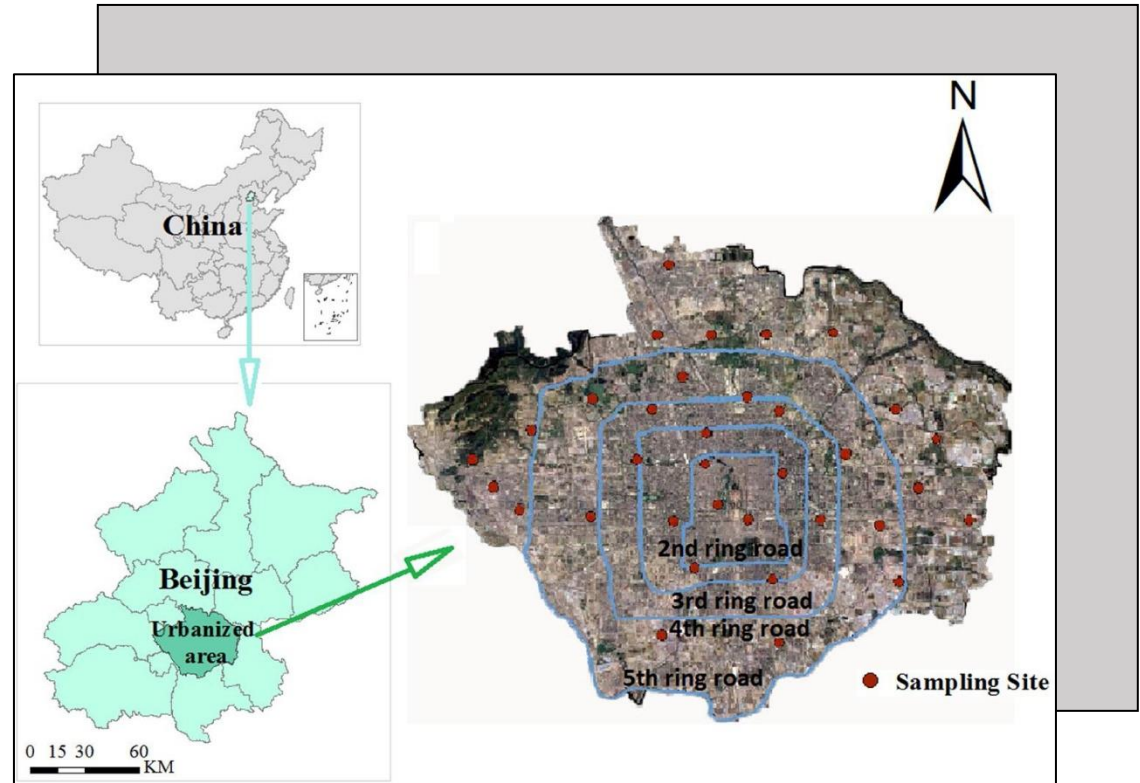 China
N
Beijing
Urbanized
area
0 15 30 60
KM
2nd ring road
3rd ring road
4th ring road
5th ring road
Sampling Site